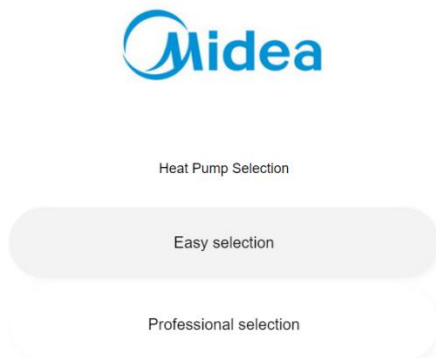 Midea
Heat Pump Selection
Easy selection
Professional selection